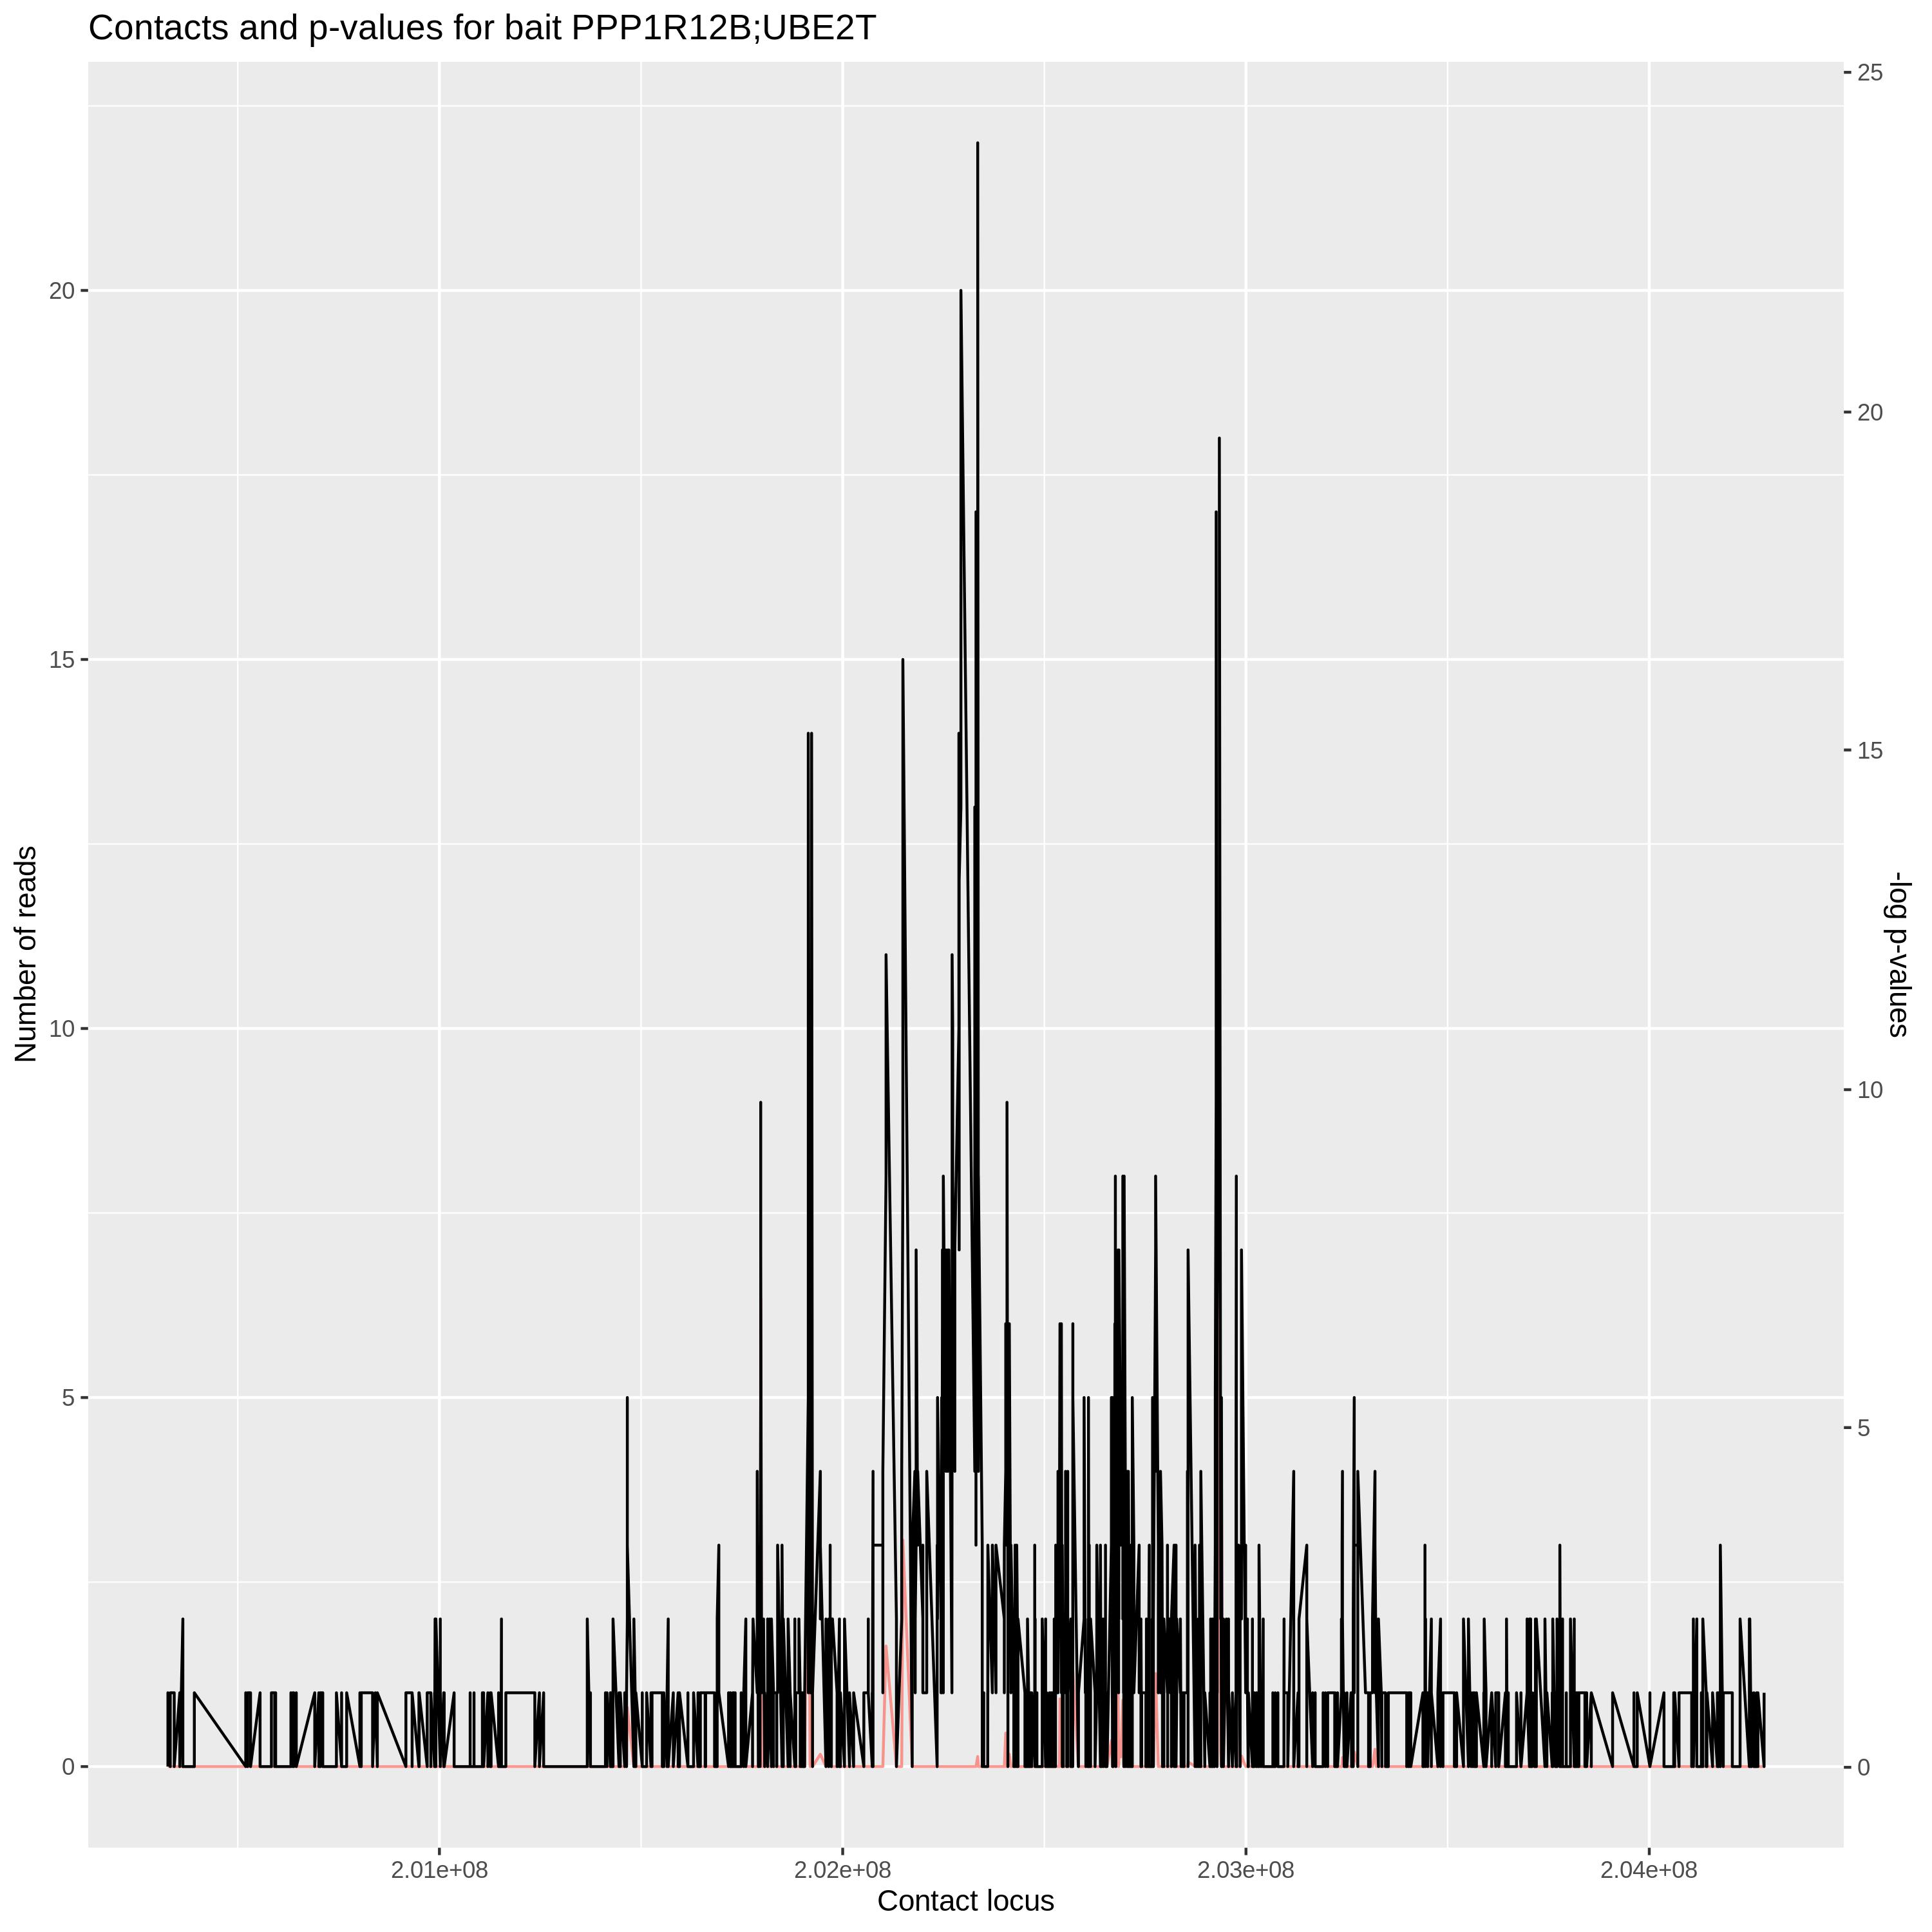 Contacts and p-values for bait PPP1R12B;UBE2T
25
20
20
15
15
10
10
5
5
0
0
Number of reads
-log p-values
2.01e+08
2.02e+08
2.03e+08
2.04e+08
Contact locus